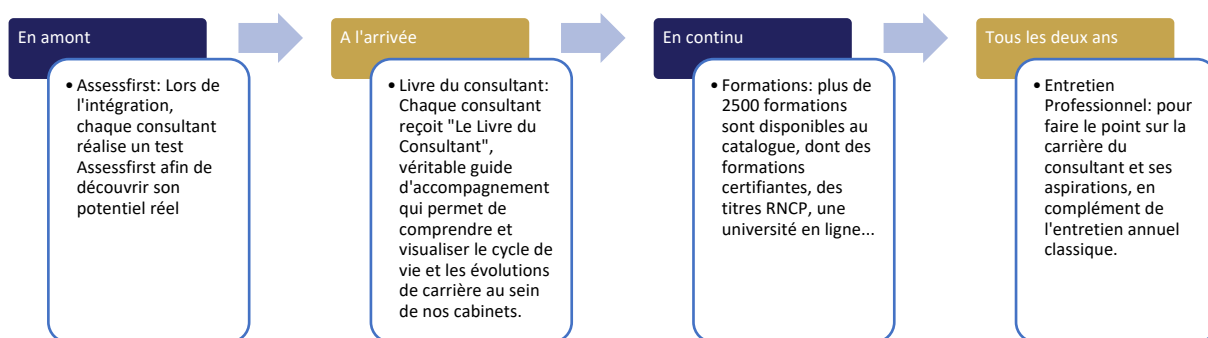 En amont
• Assessfirst: Lors de
l'intégration,
chaque consultant
réalise un test
Assessfirst afin de
découvrir son
potentiel réel
A l'arrivée
• Livre du consultant:
Chaque consultant
reçoit "Le Livre du
Consultant",
véritable guide
d'accompagnement
qui permet de
comprendre et
visualiser le cycle de
vie et les évolutions
de carrière au sein
de nos cabinets.
En continu
• Formations: plus de
2500 formations
sont disponibles au
catalogue, dont des
formations
certifiantes, des
titres RNCP, une
université en ligne...
Tous les deux ans
• Entretien
Professionnel: pour
faire le point sur la
carrière du
consultant et ses
aspirations, en
complément de
l'entretien annuel
classique.